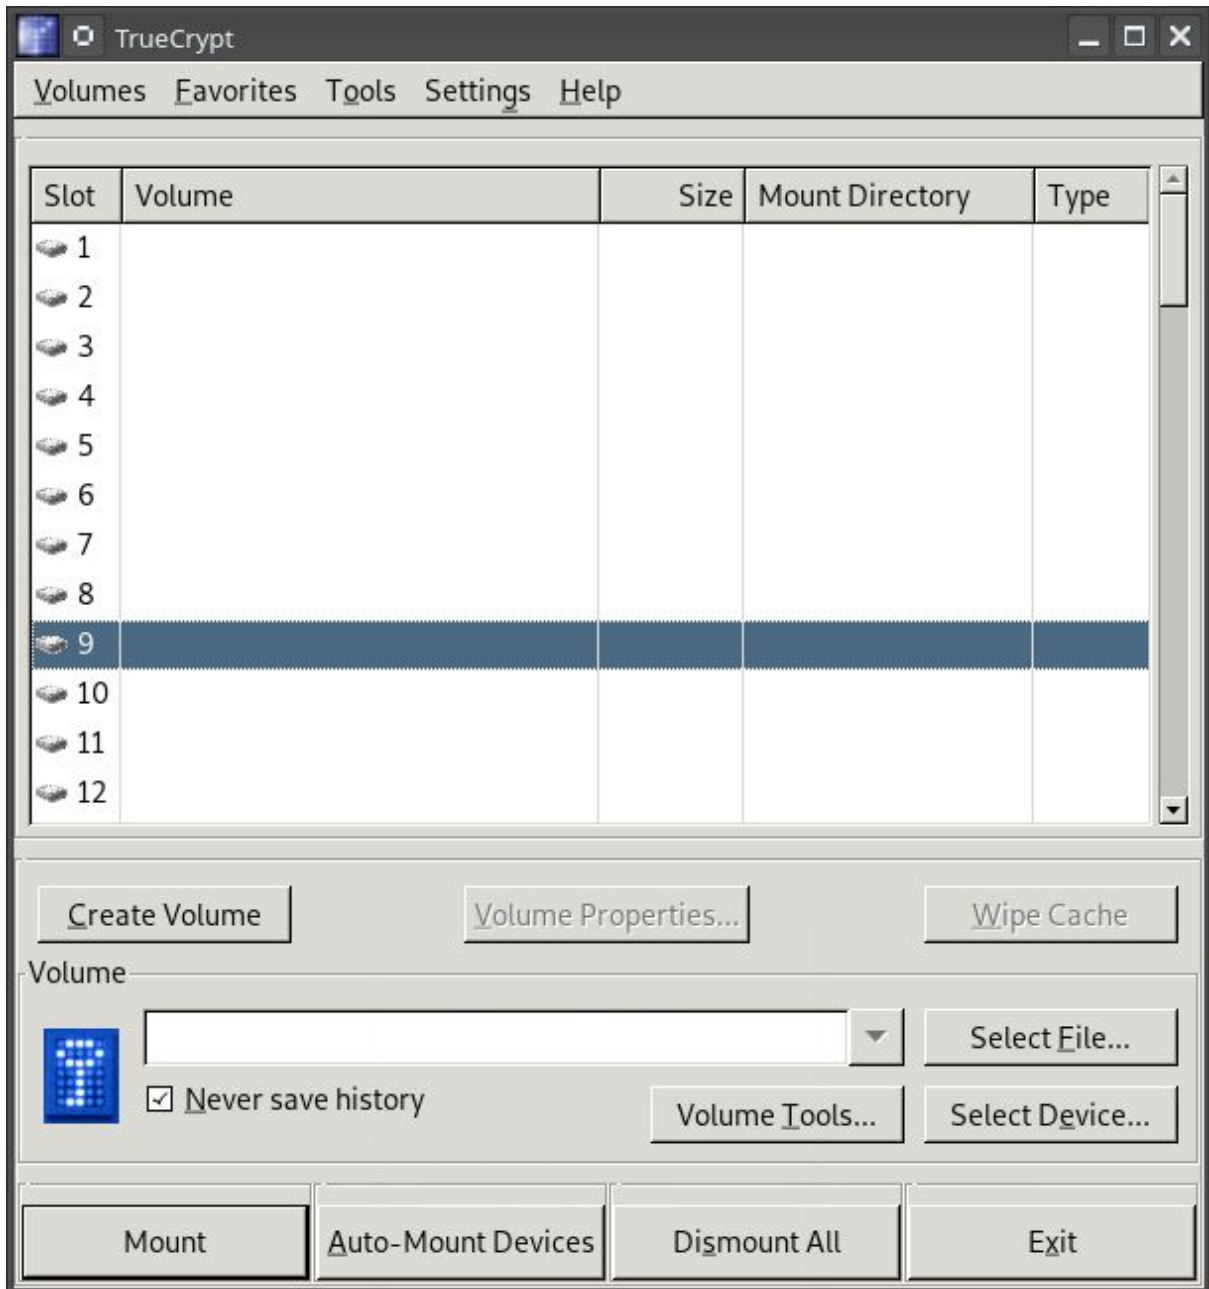 TrueCrypt
Volumes Favorites Tools Settings Help
Slot Volume Size Mount Directory Type
1
2
3
4
5
6
7
8
9
10
11
12
Create Volume Volume Properties... Wipe Cache
Volume
Select File...
Never save history Volume Tools... Select Device...
Mount Auto-Mount Devices Dismount All Exit